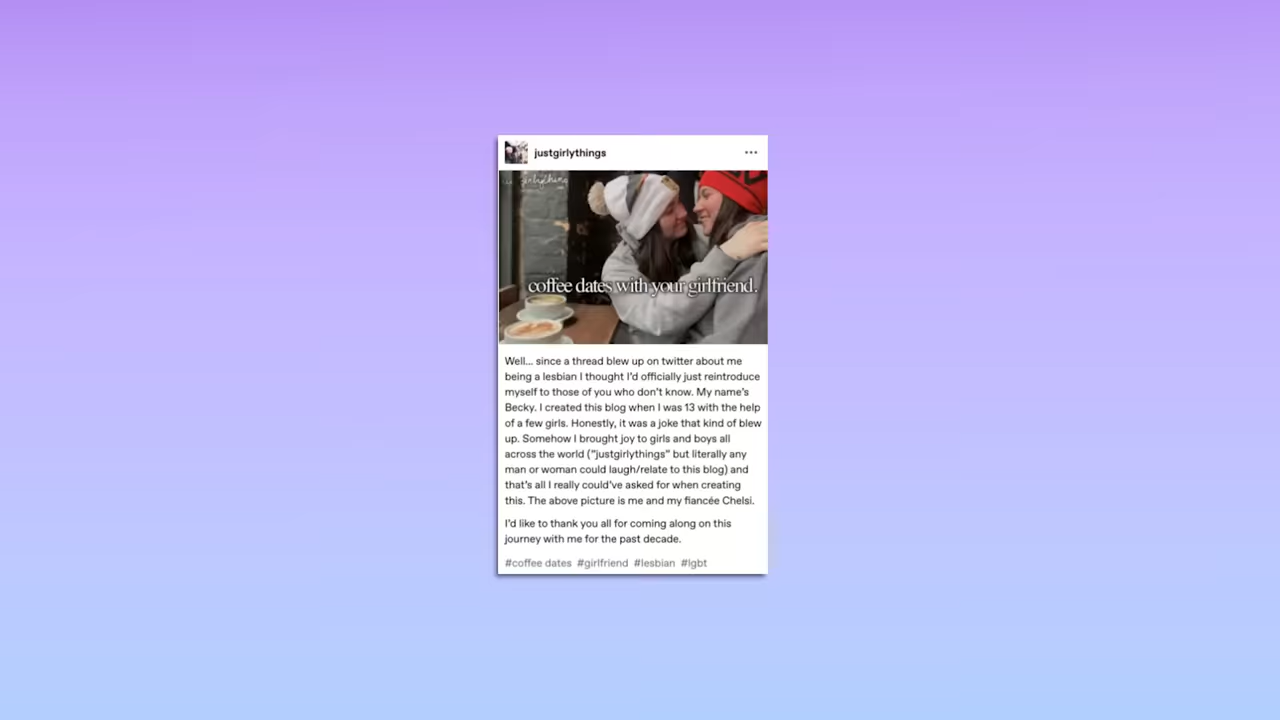 justgirlythings
coffee dates with your girlfriend.
Well... since a thread blew up on twitter about me
being a lesbian I thought I'd officially just reintroduce
myself to those of you who don't know. My name's
Becky. I created this blog when I was 13 with the help
of a few girls. Honestly, it was a joke that kind of blew
up. Somehow I brought joy to girls and boys all
across the world ("justgirlythings" but literally any
man or woman could laugh/relate to this blog) and
that's all I really could've asked for when creating
this. The above picture is me and my fiancée Chelsi.
I'd like to thank you all for coming along on this
journey with me for the past decade.
#coffee dates #girlfriend #lesbian #lgbt